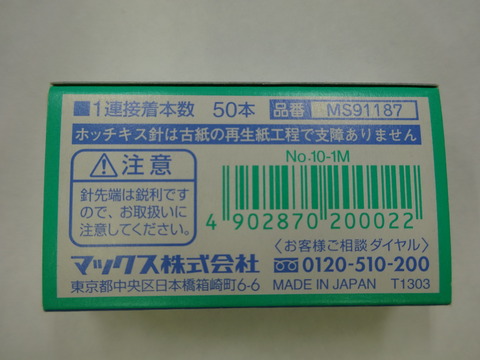 ■1連接着本数 50本 品番 MS91187
ホッチキス針は古紙の再生紙工程で支障ありません
⚠注意
針先端は鋭利です
ので、お取扱いに
注意してください。
No.10-1M
4 902870 200022
〈お客様ご相談ダイヤル〉
マックス株式会社
0120-510-200
東京都中央区日本橋箱崎町6-6
MADE IN JAPAN T1303